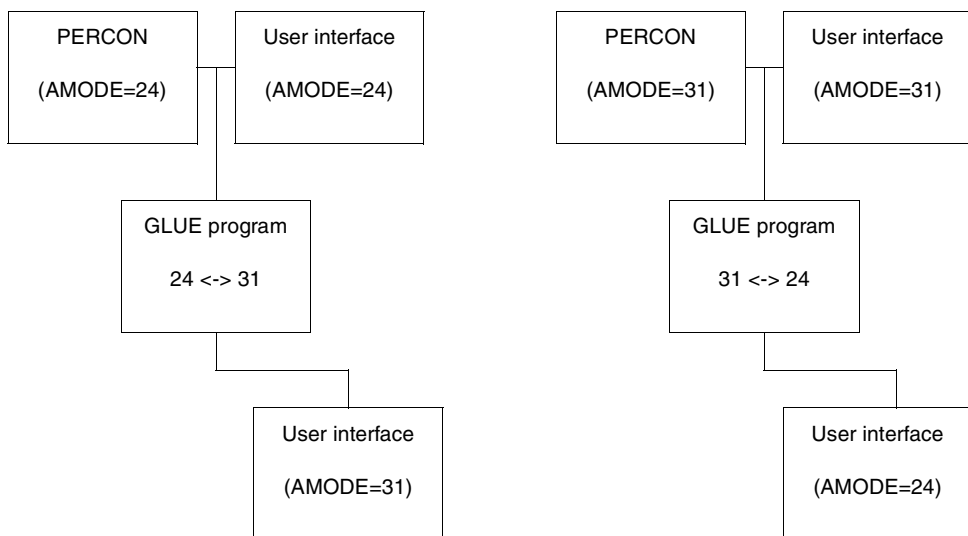 PERCON
(AMODE=24)
User interface
(AMODE=24)
GLUE program
24 <-> 31
User interface
(AMODE=31)
PERCON
(AMODE=31)
User interface
(AMODE=31)
GLUE program
31 <-> 24
User interface
(AMODE=24)